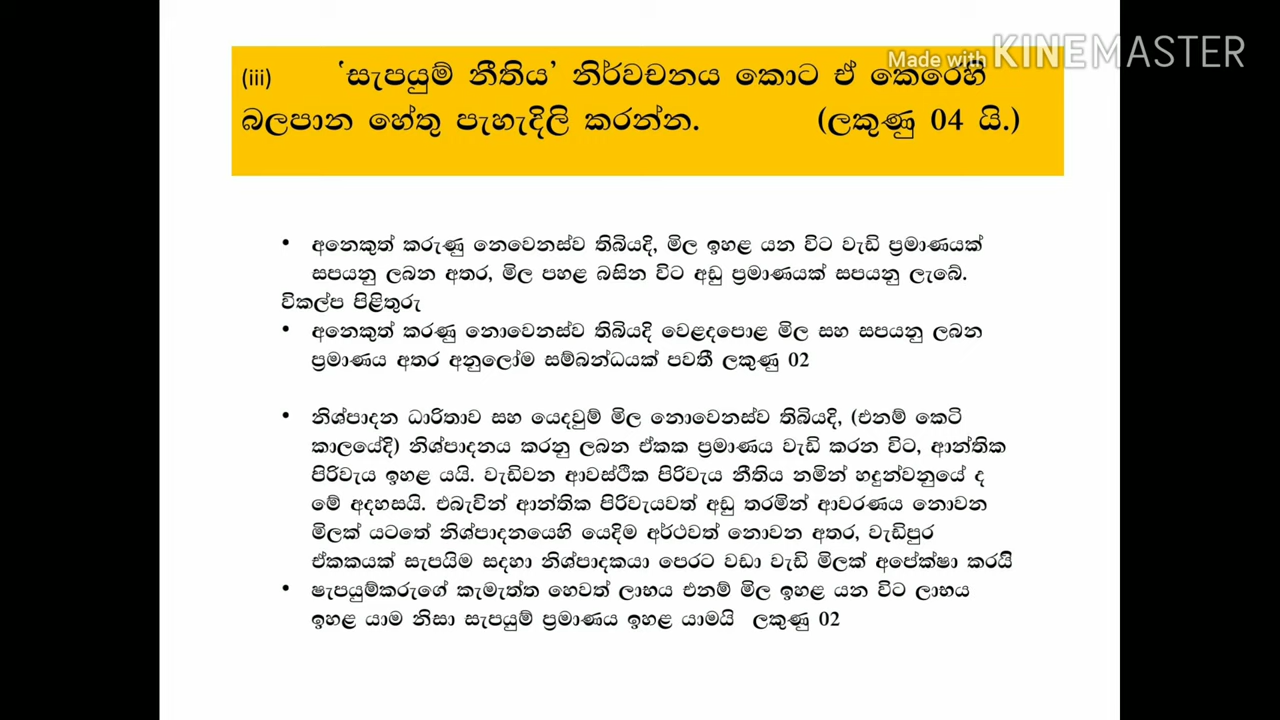 Made with KINEMASTER
(iii) ‘සැපයුම් නීතිය’ නිර්වචනය කොට ඒ කෙරෙහි
බලපාන හේතු පැහැදිලි කරන්න. (ලකුණු 04 යි.)
• අනෙකුත් කරුණු නෙවෙනස්ව තිබියදි, මිල ඉහළ යන විට වැඩි ප්‍රමාණයක්
සපයනු ලබන අතර, මිල පහළ බසින විට අඩු ප්‍රමාණයක් සපයනු ලැබේ.
විකල්ප පිළිතුරු
• අනෙකුත් කරණු නොවෙනස්ව තිබියදි වෙළදපොළ මිල සහ සපයනු ලබන
ප්‍රමාණය අතර අනුලෝම සම්බන්ධයක් පවතී ලකුණු 02
• නිශ්පාදන ධාරිතාව සහ යෙදවුම් මිල නොවෙනස්ව තිබියදි, (එනම් කෙටි
කාලයේදි) නිශ්පාදනය කරනු ලබන ඒකක ප්‍රමාණය වැඩි කරන විට, ආන්තික
පිරිවැය ඉහළ යයි. වැඩිවන ආවස්ථික පිරිවැය නීතිය නමින් හදුන්වනුයේ ද
මේ අදහසයි. එබැවින් ආන්තික පිරිවැයවත් අඩු තරමින් ආවරණය නොවන
මිලක් යටතේ නිශ්පාදනයෙහි යෙදිම අර්ථවත් නොවන අතර, වැඩිපුර
ඒකකයක් සැපයිම සදහා නිශ්පාදකයා පෙරට වඩා වැඩි මිලක් අපේක්ෂා කරයි
• ෂැපයුම්කරුගේ කැමැත්ත හෙවත් ලාභය එනම් මිල ඉහළ යන විට ලාභය
ඉහළ යාම නිසා සැපයුම් ප්‍රමාණය ඉහළ යාමයි ලකුණු 02